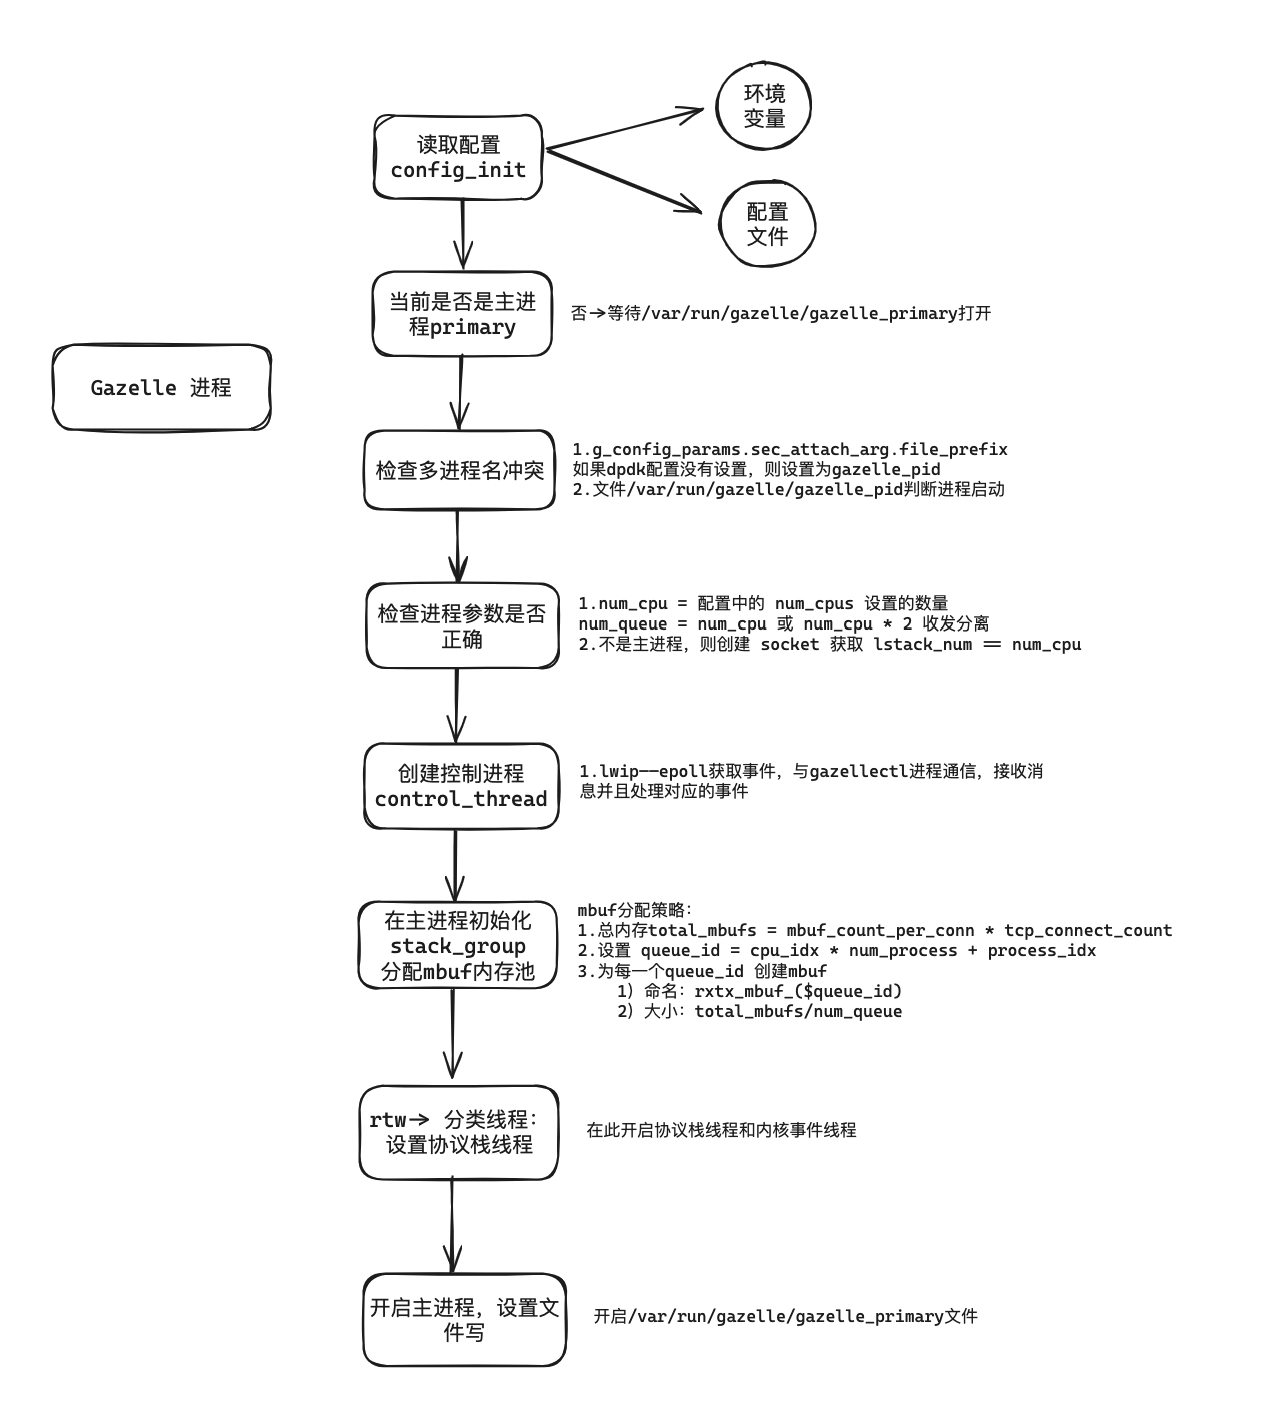 环境
变量
读取配置
config_init
配置
文件
当前是否是主进
程primary
否->等待/var/run/gazelle/gazelle_primary打开
Gazelle 进程
检查多进程名冲突
1.g_config_params.sec_attach_arg.file_prefix
如果dpdk配置没有设置，则设置为gazelle_pid
2.文件/var/run/gazelle/gazelle_pid判断进程启动
检查进程参数是否
正确
1.num_cpu = 配置中的 num_cpus 设置的数量
num_queue = num_cpu 或 num_cpu * 2 收发分离
2.不是主进程，则创建 socket 获取 lstack_num == num_cpu
创建控制进程
control_thread
1.lwip——epoll获取事件，与gazellectl进程通信，接收消
息并且处理对应的事件
在主进程初始化
stack_group
分配mbuf内存池
mbuf分配策略：
1.总内存total_mbufs = mbuf_count_per_conn * tcp_connect_count
2.设置 queue_id = cpu_idx * num_process + process_idx
3.为每一个queue_id 创建mbuf
1）命名：rxtx_mbuf_($queue_id)
2）大小：total_mbufs/num_queue
rtw-> 分类线程：
设置协议栈线程
在此开启协议栈线程和内核事件线程
开启主进程，设置文
件写
开启/var/run/gazelle/gazelle_primary文件